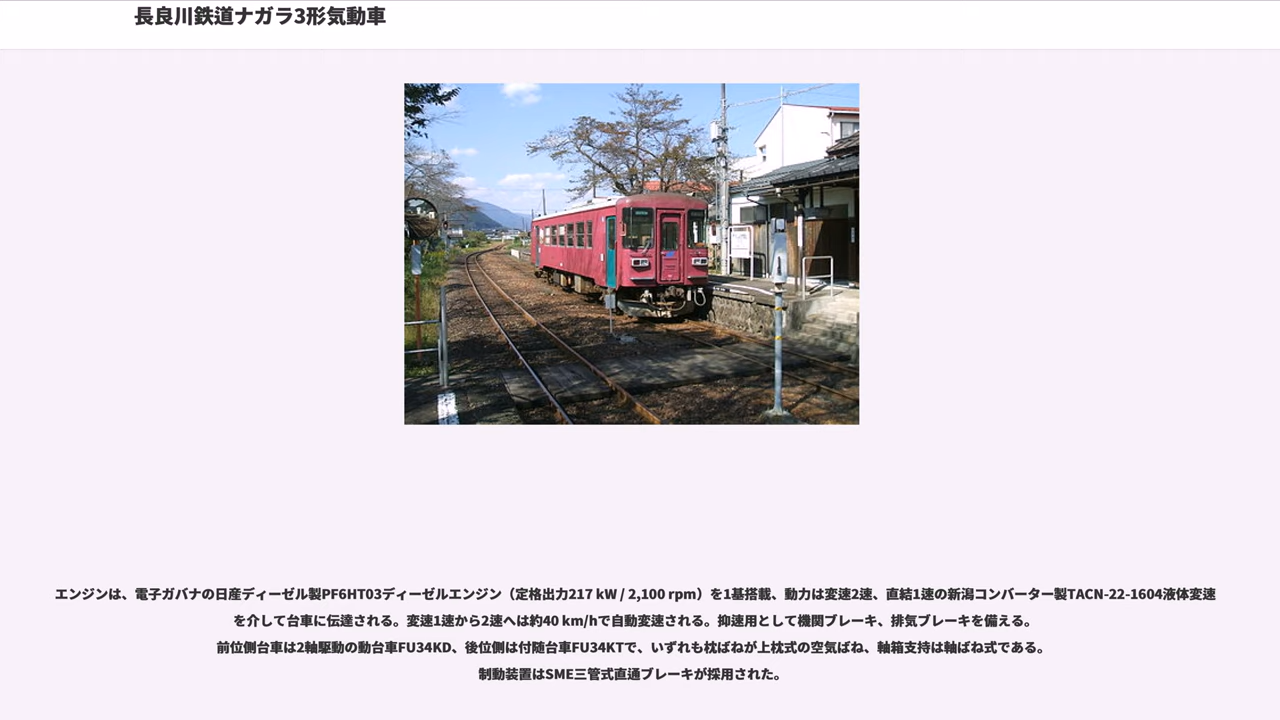 長良川鉄道ナガラ3形気動車
エンジンは、電子ガバナの日産ディーゼル製PF6HT03ディーゼルエンジン（定格出力217 kW / 2,100 rpm）を1基搭載、動力は変速2速、直結1速の新潟コンバーター製TACN-22-1604液体変速
を介して台車に伝達される。変速1速から2速へは約40 km/hで自動変速される。抑速用として機関ブレーキ、排気ブレーキを備える。
前位側台車は2軸駆動の動台車FU34KD、後位側は付随台車FU34KTで、いずれも枕ばねが上枕式の空気ばね、軸箱支持は軸ばね式である。
制動装置はSME三管式直通ブレーキが採用された。